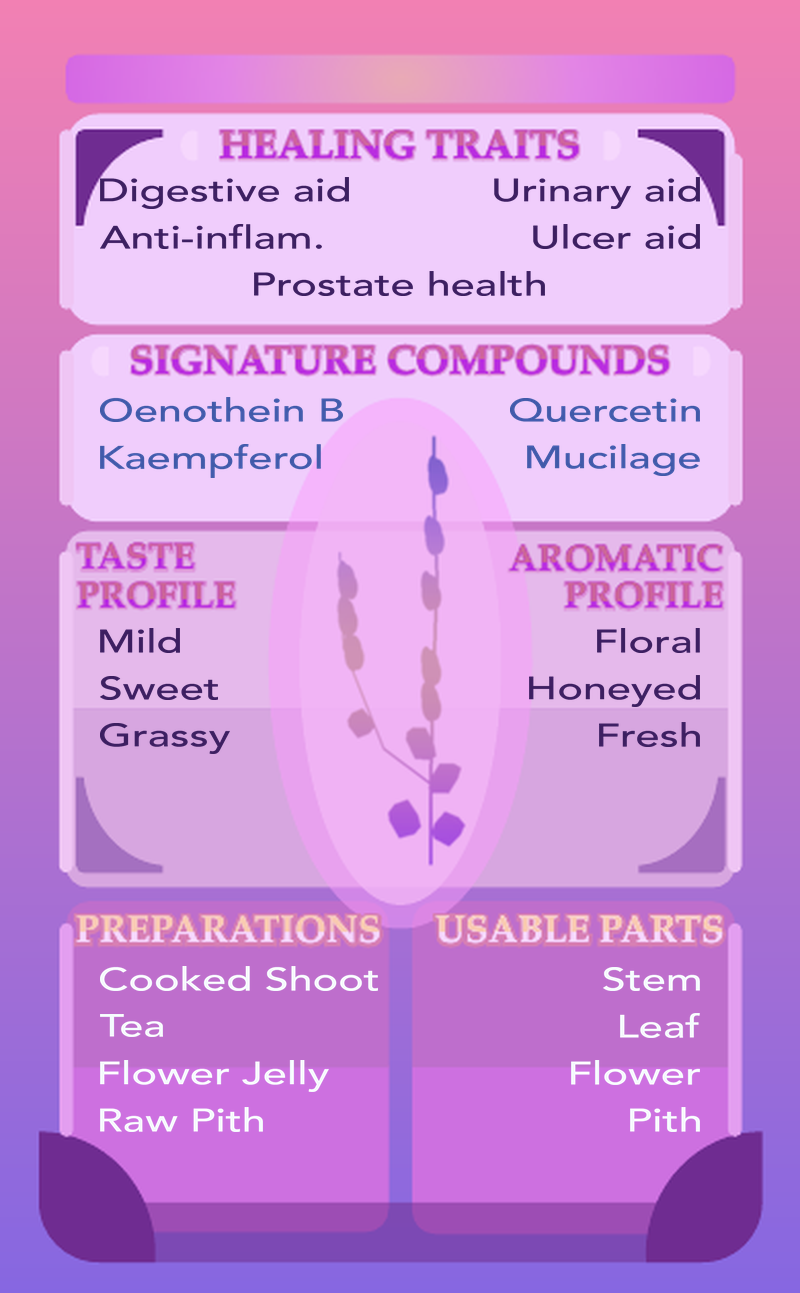 HEALING TRAITS
Digestive aid Urinary aid
Anti-inflam. Ulcer aid
Prostate health
SIGNATURE COMPOUNDS
Oenothein B Quercetin
Kaempferol Mucilage
TASTE
PROFILE
Mild
Sweet
Grassy
AROMATIC
PROFILE
Floral
Honeyed
Fresh
PREPARATIONS
Cooked Shoot
Tea
Flower Jelly
Raw Pith
USABLE PARTS
Stem
Leaf
Flower
Pith